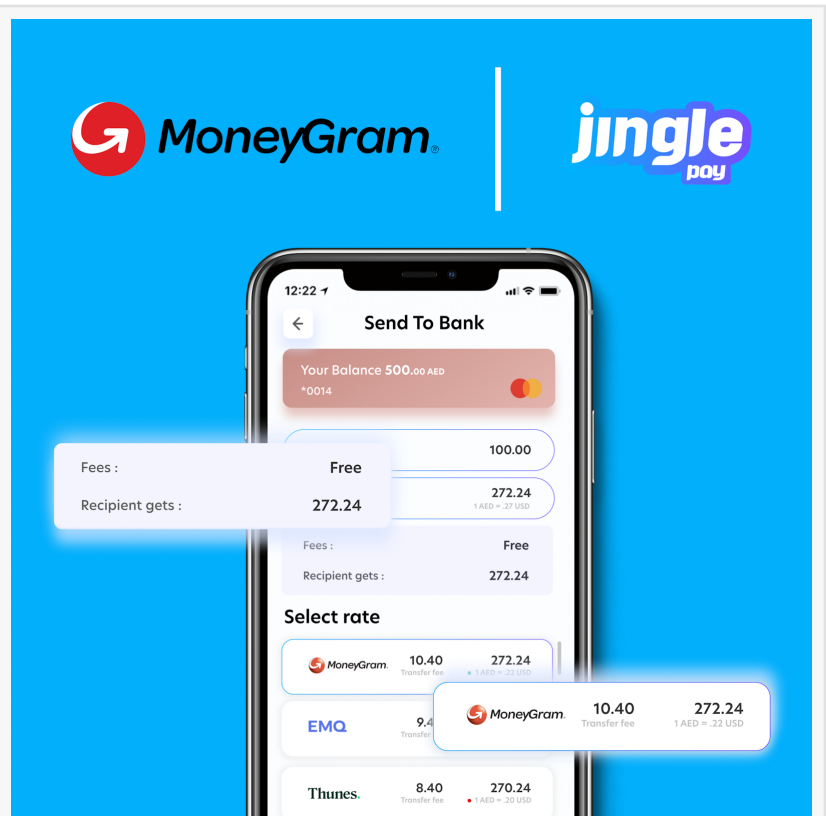 MoneyGram®
jingle
pay
12:22
Send To Bank
Your Balance 500.00 AED
*0014
100.00
272.24
1 AED = .27 USD
Fees : Free
Recipient gets : 272.24
Fees : Free
Recipient gets : 272.24
Select rate
MoneyGram. 10.40 272.24
Transfer fee 1 AED = .22 USD
MoneyGram. 10.40 272.24
Transfer fee 1 AED = .22 USD
EMQ
Transfer
Thunes. 8.40 270.24
Transfer fee 1 AED = .20 USD